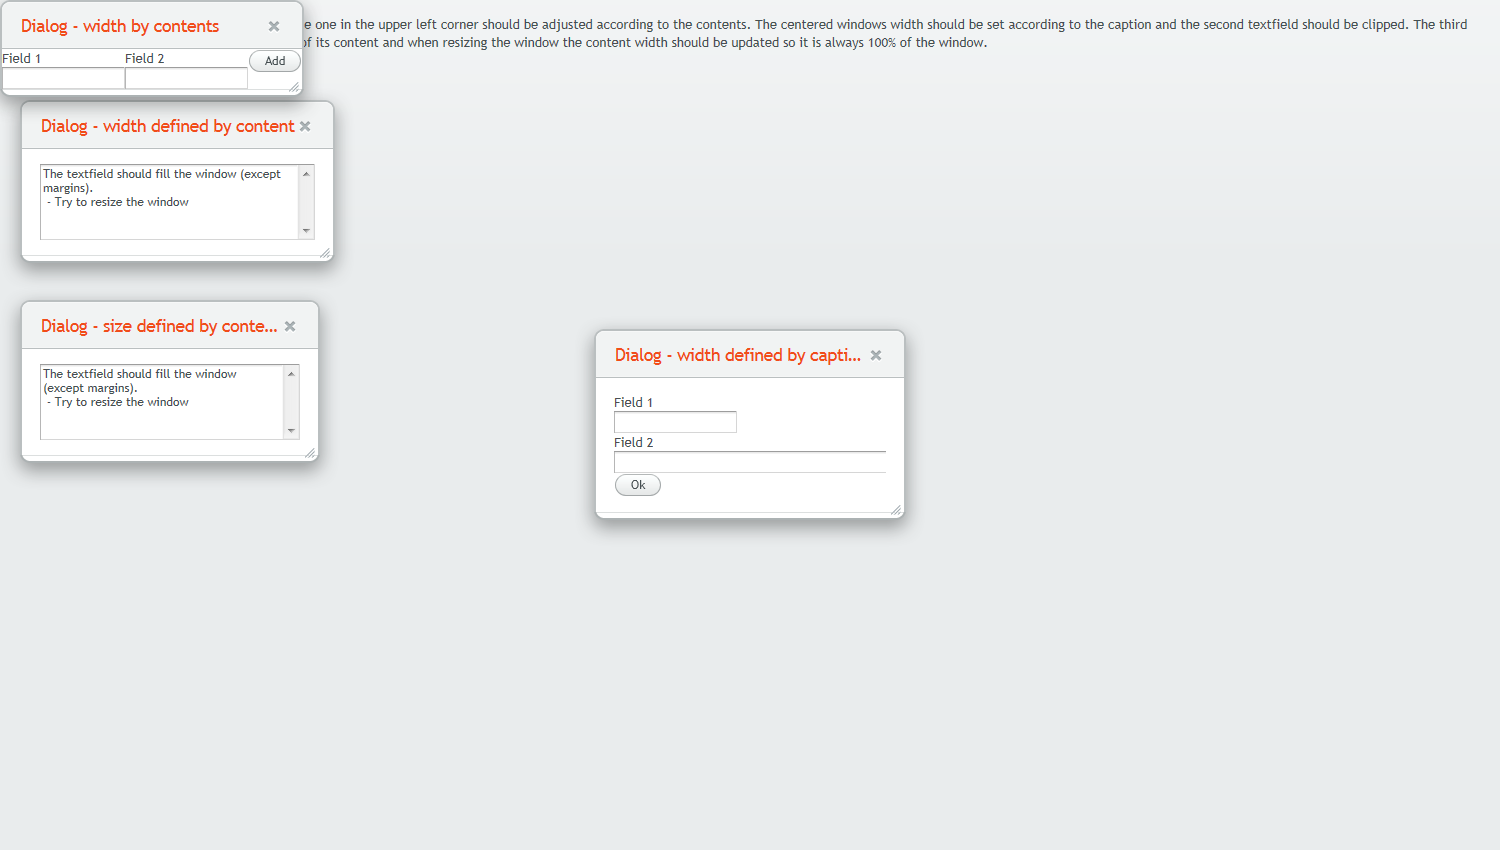 Dialog - width by contents
one in the upper left corner should be adjusted according to the contents. The centered windows width should be set according to the caption and the second textfield should be clipped. The third
of its content and when resizing the window the content width should be updated so it is always 100% of the window.
Field 1 Field 2 Add
Dialog - width defined by content
The textfield should fill the window (except
margins).
- Try to resize the window
Dialog - size defined by conte...
The textfield should fill the window
(except margins).
- Try to resize the window
Dialog - width defined by capti...
Field 1
Field 2
Ok